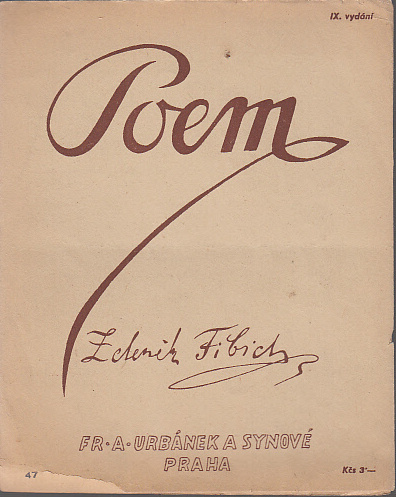 IX. vydání
Poem
Zdeněk Fibich
FR·A·URBÁNEK A SYNOVÉ
PRAHA
47
Kčs 3·—